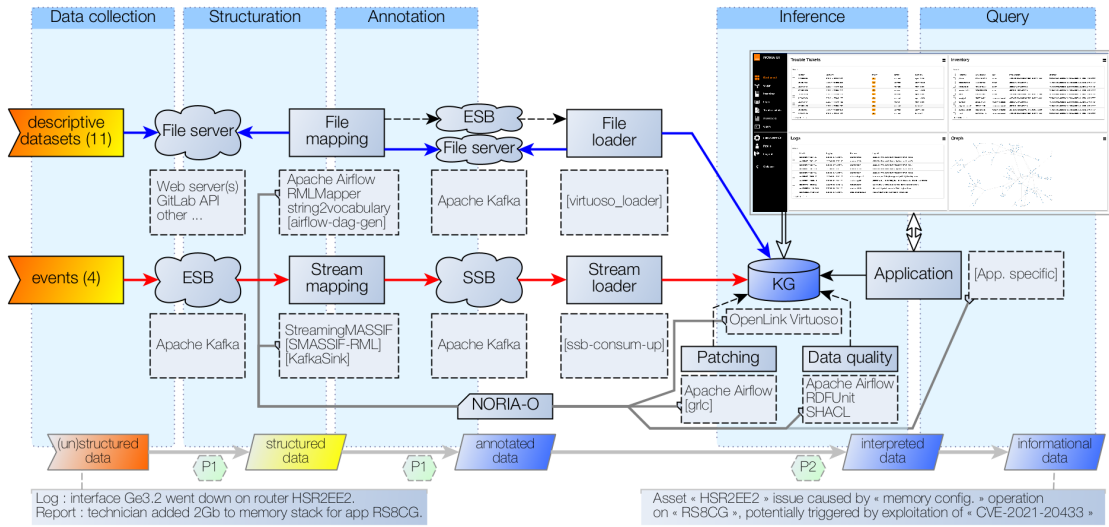 Data collection
Structuration
Annotation
Inference
Query
descriptive
datasets (11)
File server
File
mapping
ESB
File server
File
loader
Web server(s)
GitLab API
other ...
Apache Airflow
RMLMapper
string2vocabulary
[airflow-dag-gen]
Apache Kafka
[virtuoso_loader]
Trouble Tickets
Inventory
Logs
Graph
events (4)
ESB
Stream
mapping
SSB
Stream
loader
KG
Application
[App. specific]
Apache Kafka
StreamingMASSIF
[SMASSIF-RML]
[KafkaSink]
Apache Kafka
[ssb-consum-up]
OpenLink Virtuoso
Patching
Data quality
Apache Airflow
[grlc]
Apache Airflow
RDFUnit
SHACL
NORIA-O
(un)structured
data
structured
data
annotated
data
interpreted
data
informational
data
P1
P1
P2
Log : interface Ge3.2 went down on router HSR2EE2.
Report : technician added 2Gb to memory stack for app RS8CG.
Asset « HSR2EE2 » issue caused by « memory config. » operation
on « RS8CG », potentially triggered by exploitation of « CVE-2021-20433 »